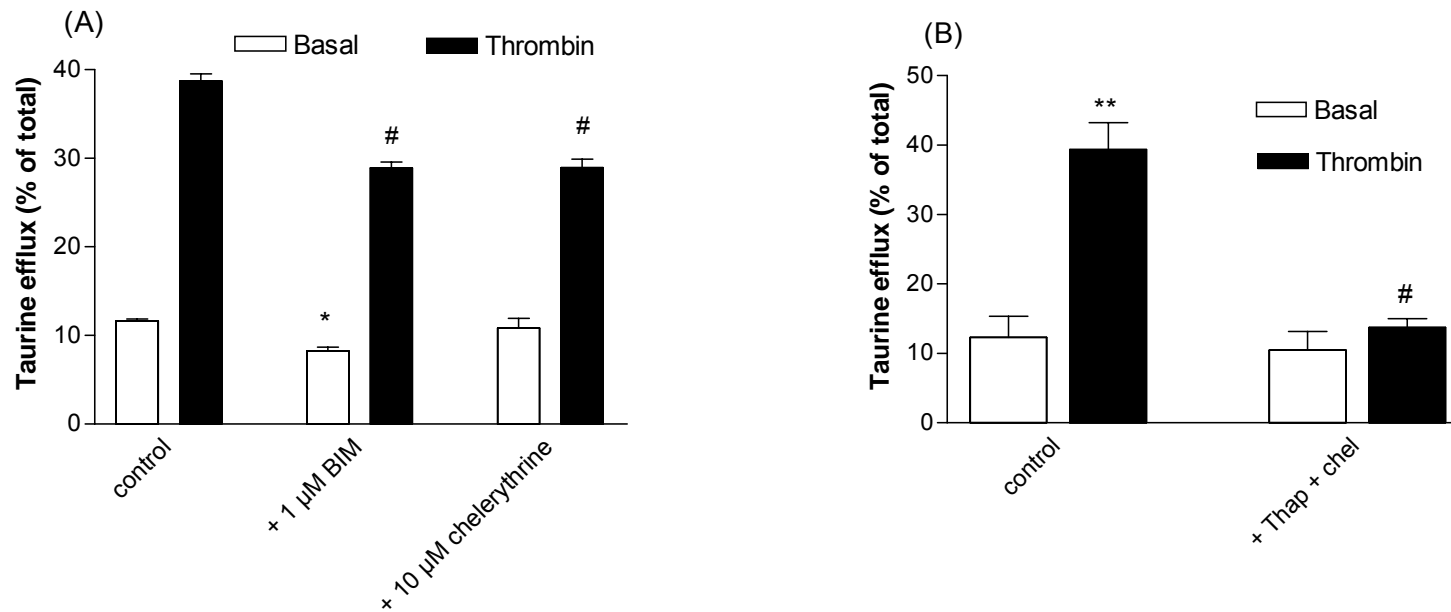 (A)
Basal
Thrombin
Taurine efflux (% of total)
40
30
20
10
0
#
#
*
control
+ 1 µM BIM
+ 10 µM chelerythrine
(B)
Basal
Thrombin
Taurine efflux (% of total)
50
40
30
20
10
0
**
#
control
+ Thap + chel